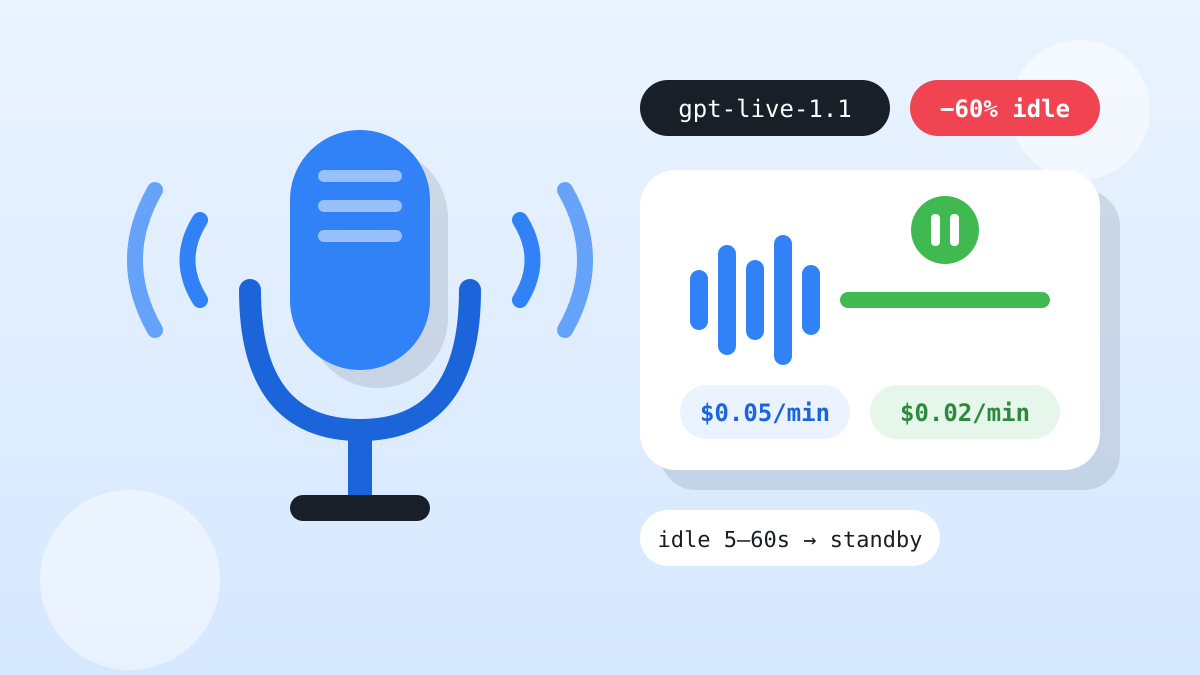 gpt-live-1.1
−60% idle
$0.05/min
$0.02/min
idle 5–60s → standby